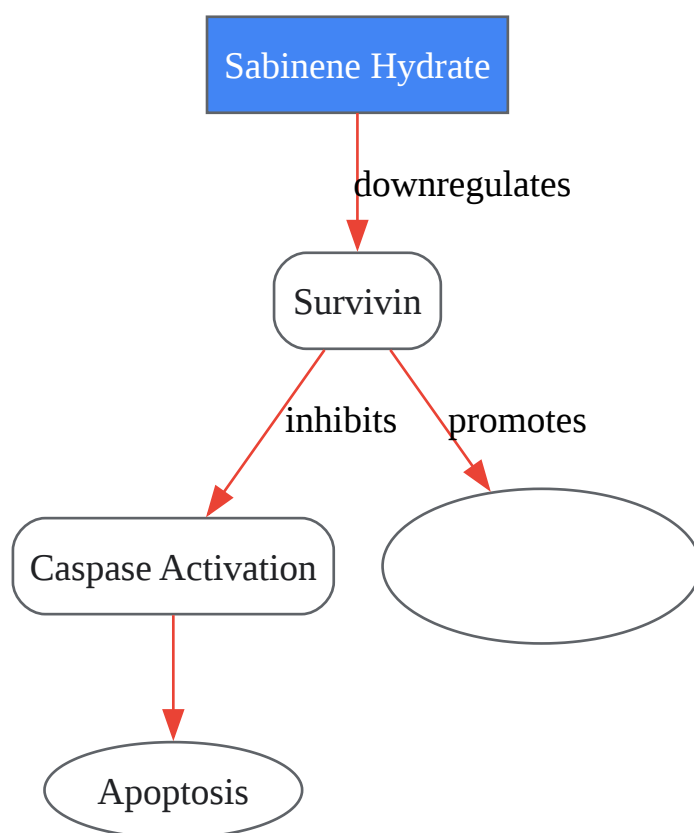 Sabinene Hydrate
downregulates
Survivin
inhibits
promotes
Caspase Activation
Apoptosis